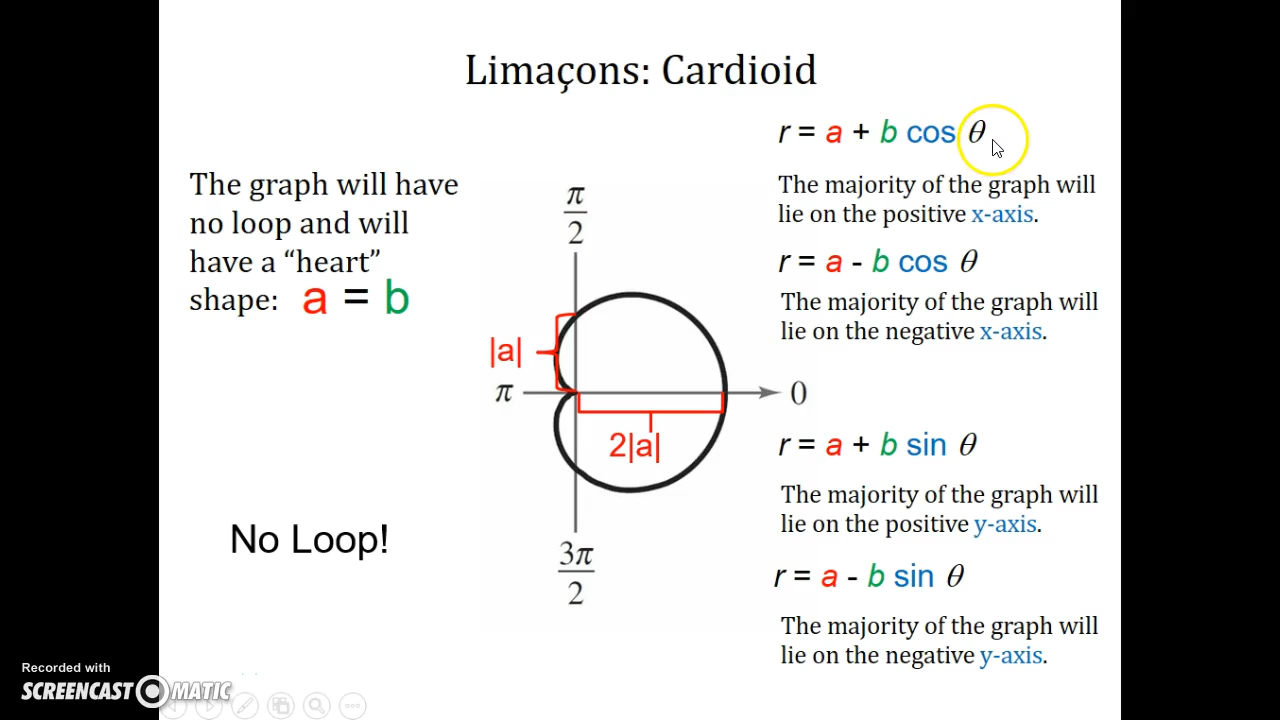 Limaçons: Cardioid
The graph will have
no loop and will
have a “heart”
shape: a = b
No Loop!
π
2
|a|
π
0
2|a|
3π
2
r = a + b cos θ
The majority of the graph will
lie on the positive x-axis.
r = a - b cos θ
The majority of the graph will
lie on the negative x-axis.
r = a + b sin θ
The majority of the graph will
lie on the positive y-axis.
r = a - b sin θ
The majority of the graph will
lie on the negative y-axis.
Recorded with
SCREENCAST MATIC